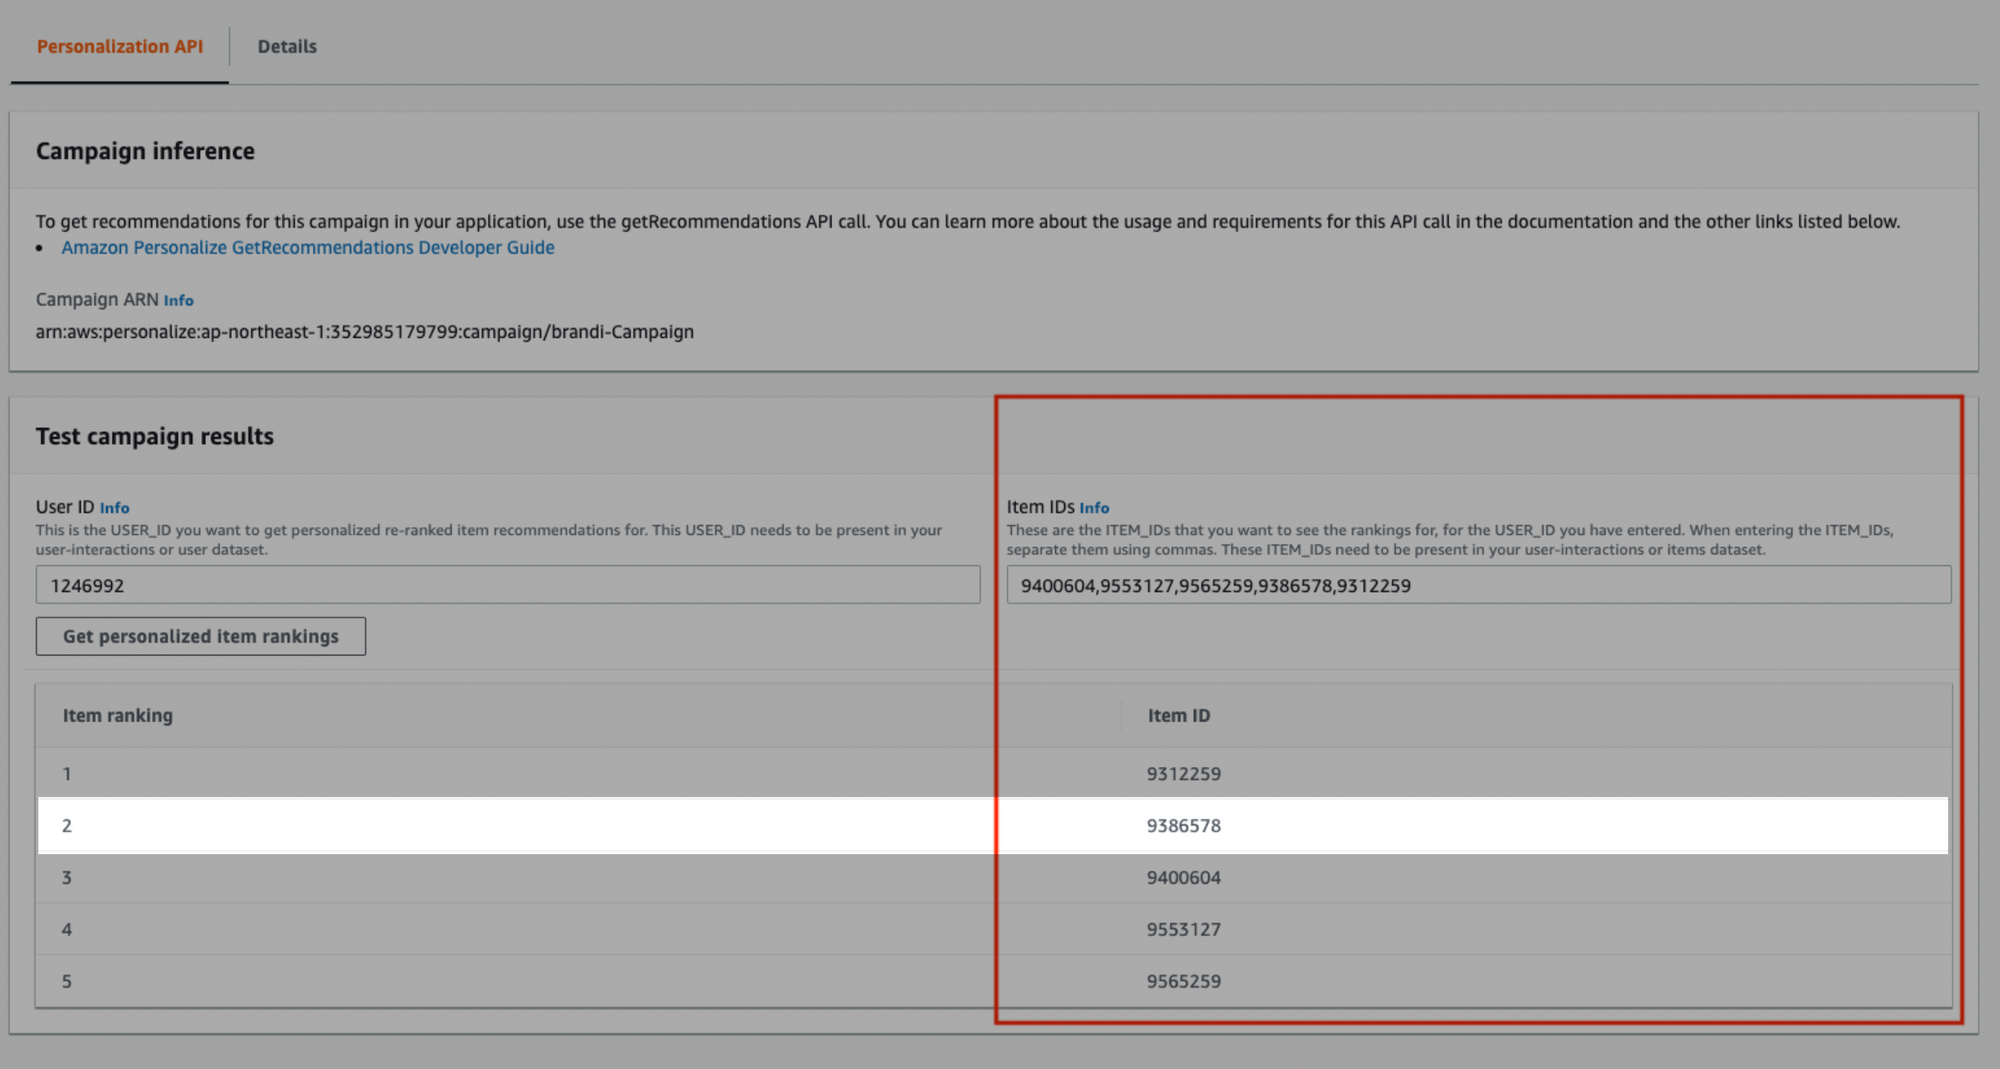 Personalization API
Details
Campaign inference
To get recommendations for this campaign in your application, use the getRecommendations API call. You can learn more about the usage and requirements for this API call in the documentation and the other links listed below.
• Amazon Personalize GetRecommendations Developer Guide
Campaign ARN Info
arn:aws:personalize:ap-northeast-1:352985179799:campaign/brandi-Campaign
Test campaign results
User ID Info
This is the USER_ID you want to get personalized re-ranked item recommendations for. This USER_ID needs to be present in your
user-interactions or user dataset.
1246992
Get personalized item rankings
Item IDs Info
These are the ITEM_IDs that you want to see the rankings for, for the USER_ID you have entered. When entering the ITEM_IDs,
separate them using commas. These ITEM_IDs need to be present in your user-interactions or items dataset.
9400604,9553127,9565259,9386578,9312259
Item ranking Item ID
1 9312259
2 9386578
3 9400604
4 9553127
5 9565259